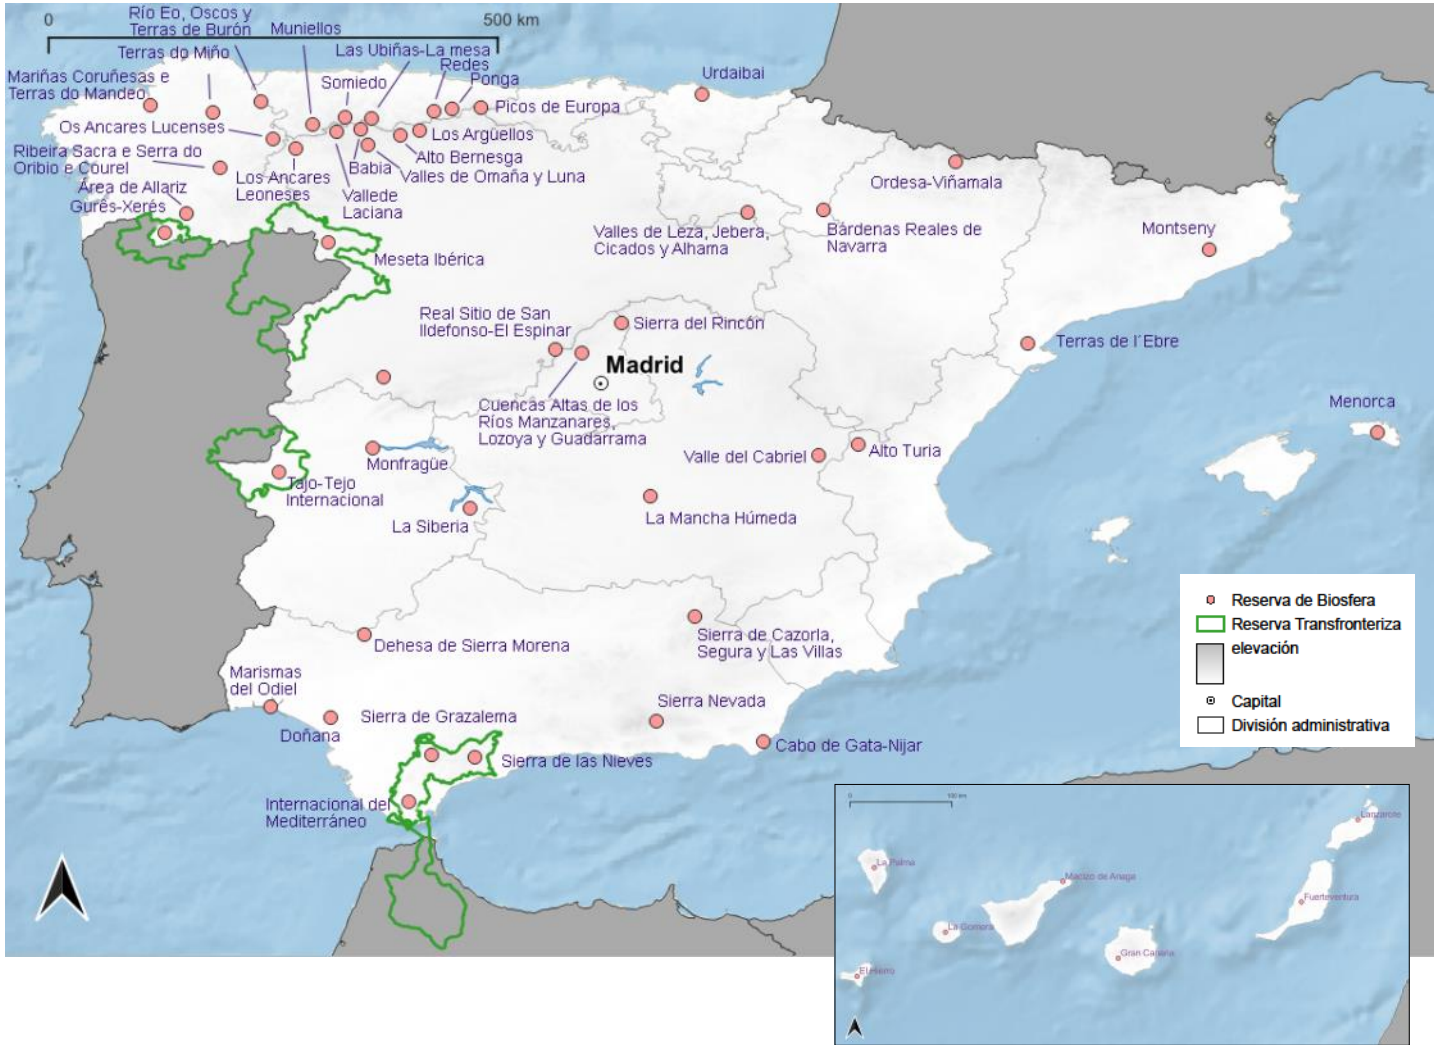 0
500 km
Río Eo, Oscos y
Terras de Burón
Muniellos
Terras do Miño
Las Ubiñas-La mesa
Redes
Mariñas Coruñesas e
Terras do Mandeo
Somiedo
Ponga
Urdaibai
Picos de Europa
Os Ancares Lucenses
Los Argüellos
Ribeira Sacra e Serra do
Oribio e Courel
Alto Bernesga
Babia
Valles de Omaña y Luna
Los Ancares
Leoneses
Vallede
Laciana
Área de Allariz
Gurês-Xerés
Ordesa-Viñamala
Valles de Leza, Jebera,
Cicados y Alhama
Bárdenas Reales de
Navarra
Montseny
Meseta Ibérica
Real Sitio de San
Ildefonso-El Espinar
Sierra del Rincón
Terras de l´Ebre
Madrid
Cuencas Altas de los
Ríos Manzanares,
Lozoya y Guadarrama
Menorca
Monfragüe
Valle del Cabriel
Alto Turia
Tajo-Tejo
Internacional
La Siberia
La Mancha Húmeda
Reserva de Biosfera
Reserva Transfronteriza
elevación
Capital
División administrativa
Dehesa de Sierra Morena
Sierra de Cazorla,
Segura y Las Villas
Marismas
del Odiel
Sierra Nevada
Doñana
Sierra de Grazalema
Cabo de Gata-Nijar
Sierra de las Nieves
Internacional del
Mediterráneo
0
100 km
Lanzarote
La Palma
Macizo de Anaga
Fuerteventura
La Gomera
Gran Canaria
El Hierro